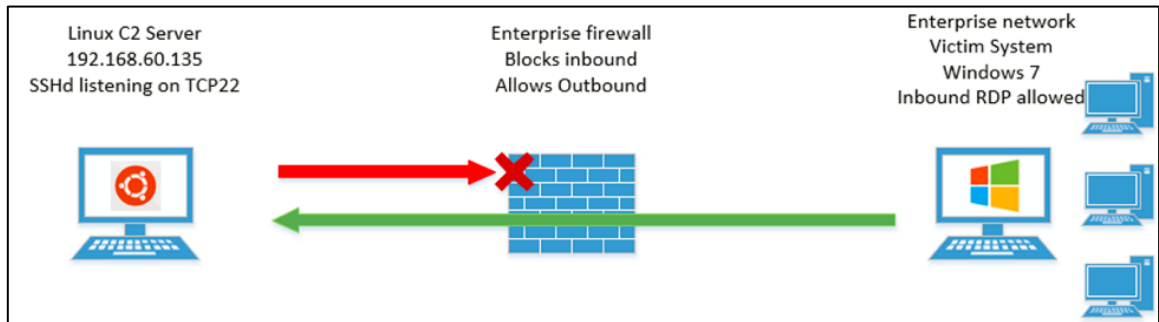 Linux C2 Server
192.168.60.135
SSHd listening on TCP22
Enterprise firewall
Blocks inbound
Allows Outbound
Enterprise network
Victim System
Windows 7
Inbound RDP allowed